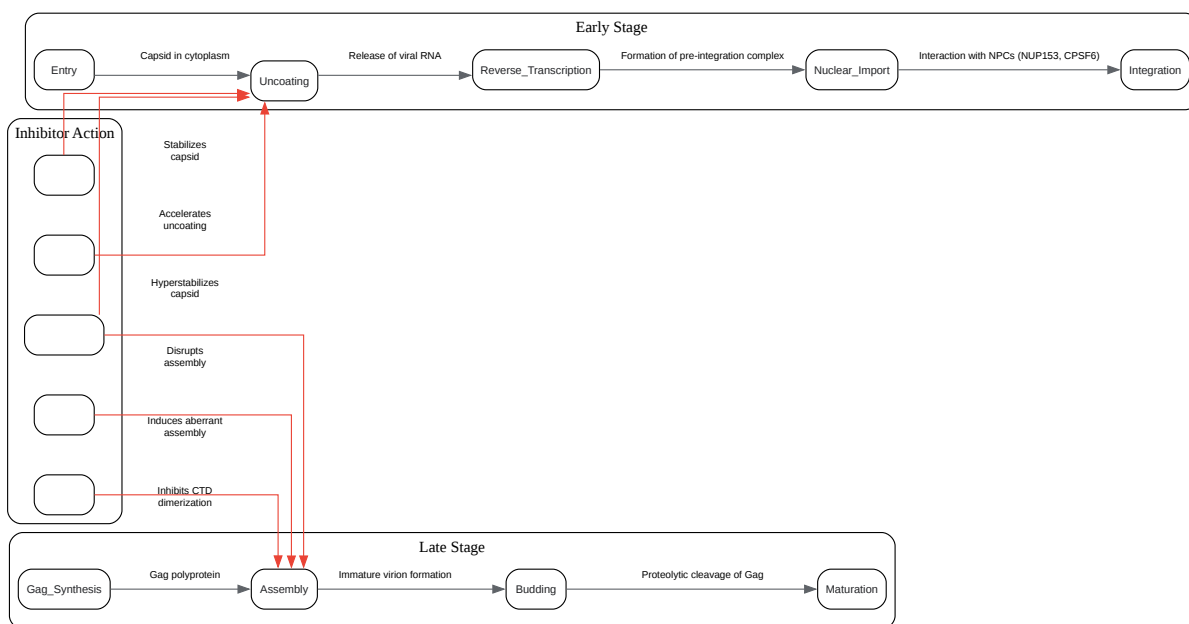 Early Stage
Entry
Capsid in cytoplasm
Uncoating
Release of viral RNA
Reverse_Transcription
Formation of pre-integration complex
Nuclear_Import
Interaction with NPCs (NUP153, CPSF6)
Integration
Inhibitor Action
Stabilizes
capsid
Accelerates
uncoating
Hyperstabilizes
capsid
Disrupts
assembly
Induces aberrant
assembly
Inhibits CTD
dimerization
Late Stage
Gag_Synthesis
Gag polyprotein
Assembly
Immature virion formation
Budding
Proteolytic cleavage of Gag
Maturation